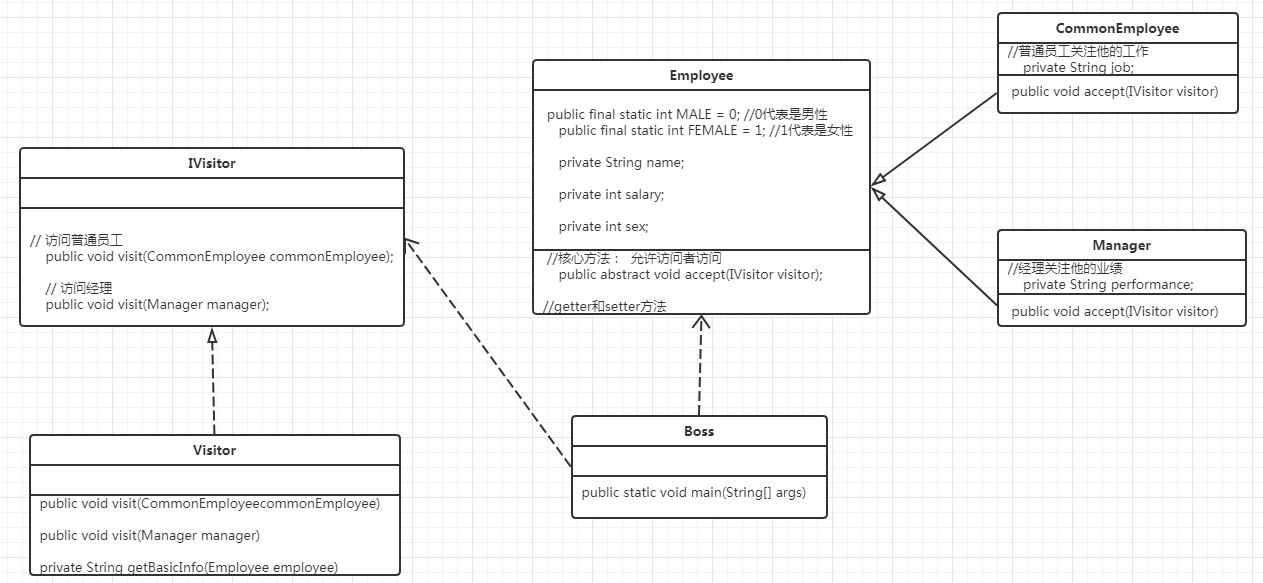 IVisitor
// 访问普通员工
public void visit(CommonEmployee commonEmployee);
// 访问经理
public void visit(Manager manager);
Visitor
public void visit(CommonEmployeecommonEmployee)
public void visit(Manager manager)
private String getBasicInfo(Employee employee)
Employee
public final static int MALE = 0; //0代表是男性
public final static int FEMALE = 1; //1代表是女性
private String name;
private int salary;
private int sex;
//核心方法： 允许访问者访问
public abstract void accept(IVisitor visitor);
//getter和setter方法
Boss
public static void main(String[] args)
CommonEmployee
//普通员工关注他的工作
private String job;
public void accept(IVisitor visitor)
Manager
//经理关注他的业绩
private String performance;
public void accept(IVisitor visitor)